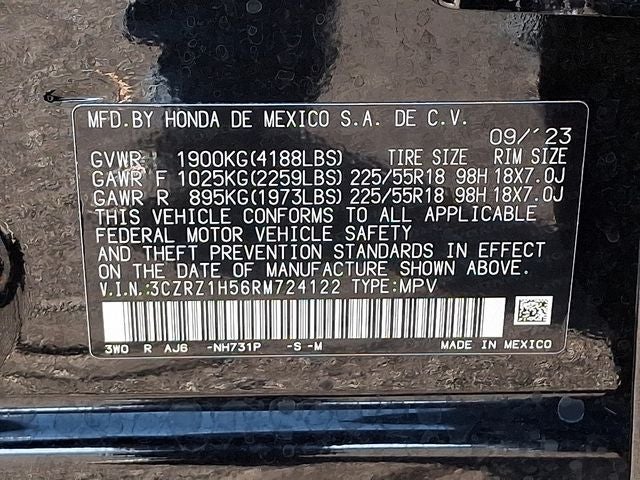 MFD. BY HONDA DE MEXICO S.A. DE C.V.
09/'23
GVWR 1900KG(4188LBS) TIRE SIZE RIM SIZE
GAWR F 1025KG(2259LBS) 225/55R18 98H 18X7.0J
GAWR R 895KG(1973LBS) 225/55R18 98H 18X7.0J
THIS VEHICLE CONFORMS TO ALL APPLICABLE
FEDERAL MOTOR VEHICLE SAFETY
AND THEFT PREVENTION STANDARDS IN EFFECT
ON THE DATE OF MANUFACTURE SHOWN ABOVE.
V.I.N.:3CZRZ1H56RM724122 TYPE:MPV
3W0 R AJ6 -NH731P -S -M MADE IN MEXICO